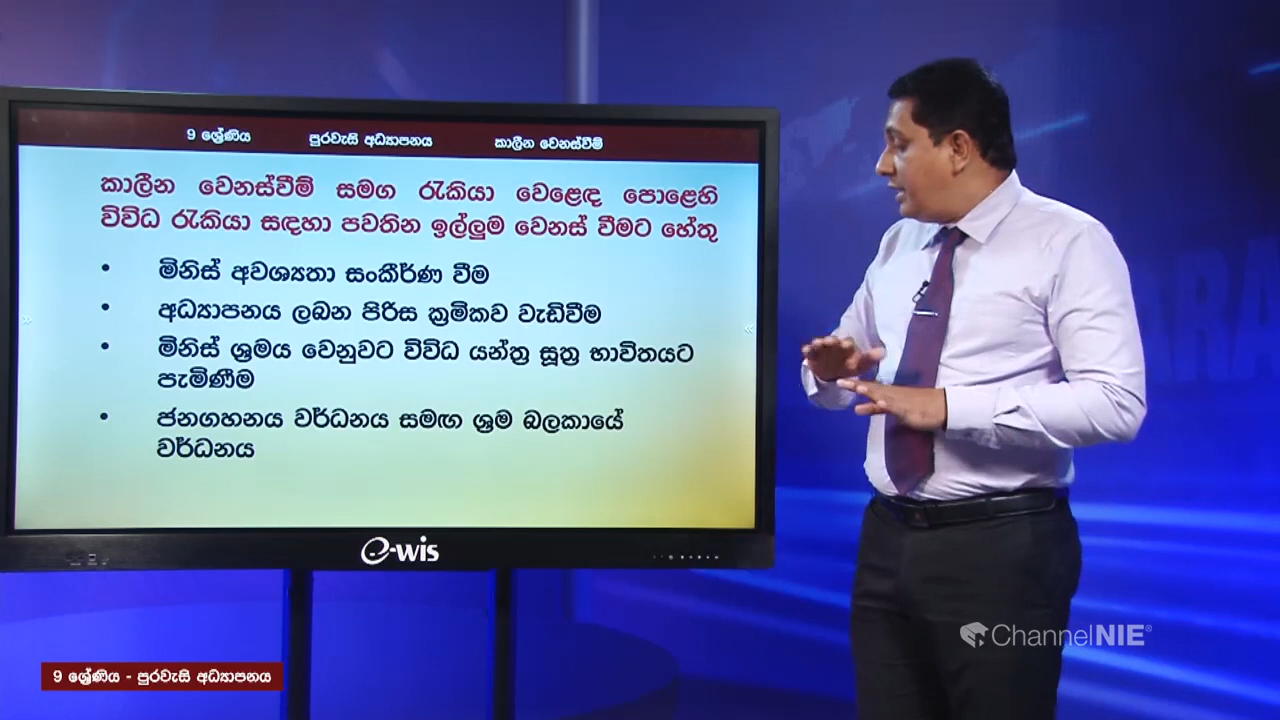 9 ශ්‍රේණිය පුරවැසි අධ්‍යාපනය කාලීන වෙනස්වීම්
කාලීන වෙනස්වීම් සමග රැකියා වෙළෙඳ පොළෙහි
විවිධ රැකියා සඳහා පවතින ඉල්ලුම වෙනස් වීමට හේතු
• මිනිස් අවශ්‍යතා සංකීර්ණ වීම
• අධ්‍යාපනය ලබන පිරිස ක්‍රමිකව වැඩිවීම
• මිනිස් ශ්‍රමය වෙනුවට විවිධ යන්ත්‍ර සූත්‍ර භාවිතයට
පැමිණීම
• ජනගහනය වර්ධනය සමඟ ශ්‍රම බලකායේ
වර්ධනය
e-wis
ChannelNIE®
9 ශ්‍රේණිය - පුරවැසි අධ්‍යාපනය